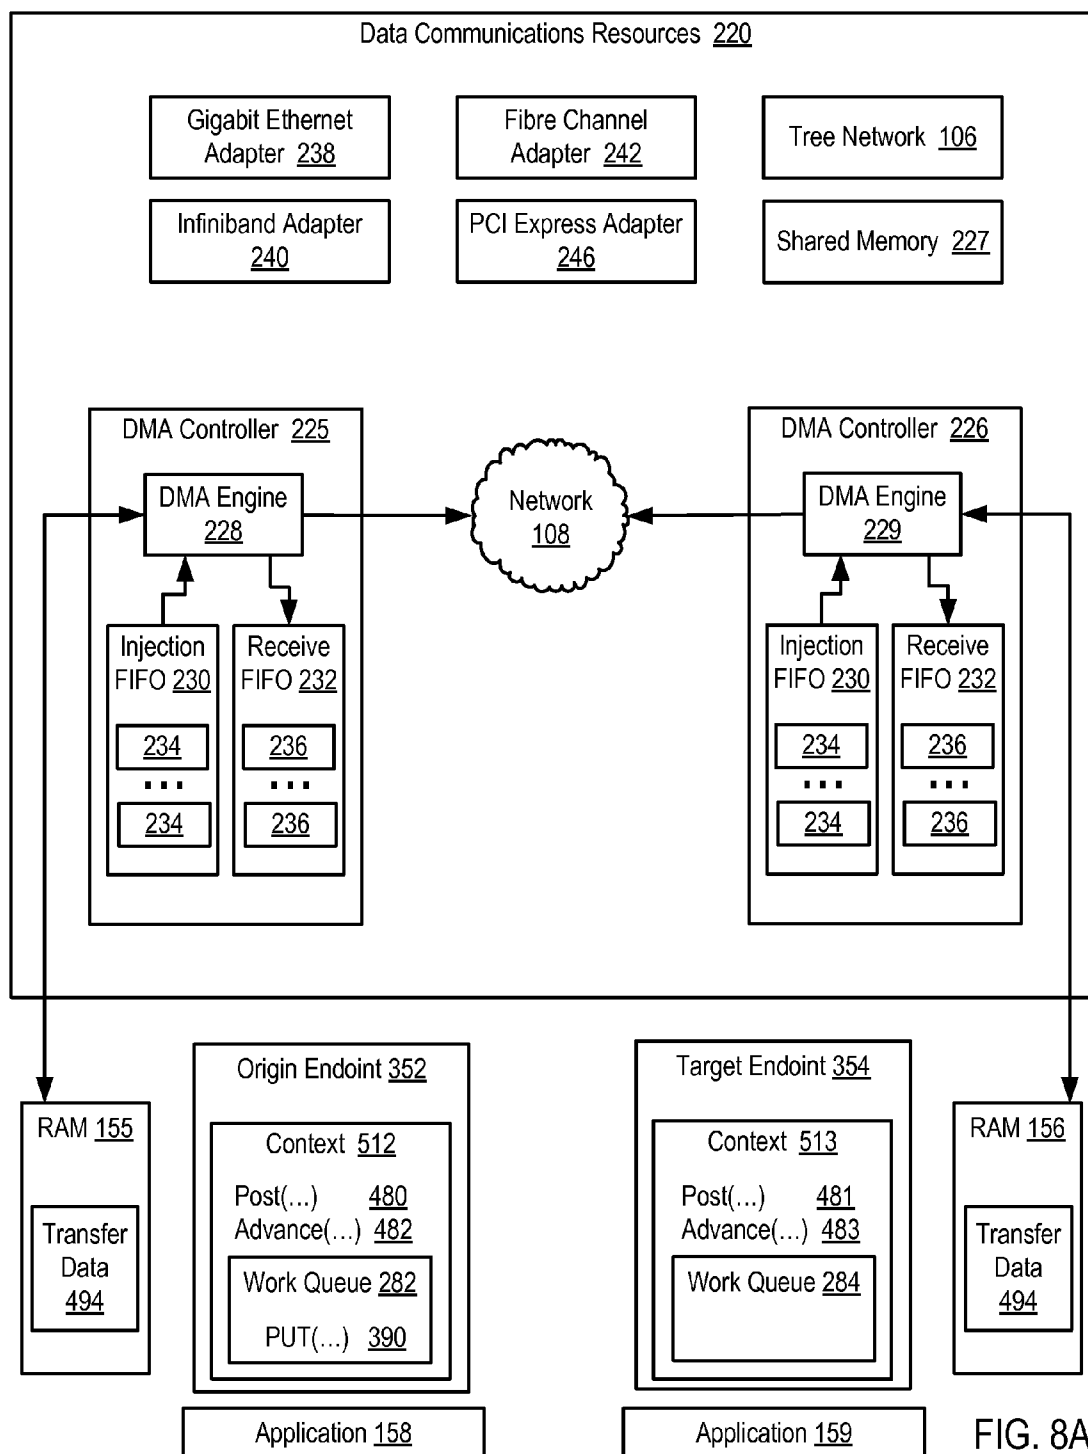 Data Communications Resources 220
Gigabit Ethernet
Adapter 238
Fibre Channel
Adapter 242
Tree Network 106
Infiniband Adapter
240
PCI Express Adapter
246
Shared Memory 227
DMA Controller 225
DMA Engine
228
Injection
FIFO 230
234
...
234
Receive
FIFO 232
236
...
236
Network
108
DMA Controller 226
DMA Engine
229
Injection
FIFO 230
234
...
234
Receive
FIFO 232
236
...
236
RAM 155
Transfer
Data
494
Origin Endoint 352
Context 512
Post(...) 480
Advance(...) 482
Work Queue 282
PUT(...) 390
Application 158
Target Endoint 354
Context 513
Post(...) 481
Advance(...) 483
Work Queue 284
Application 159
RAM 156
Transfer
Data
494
FIG. 8A